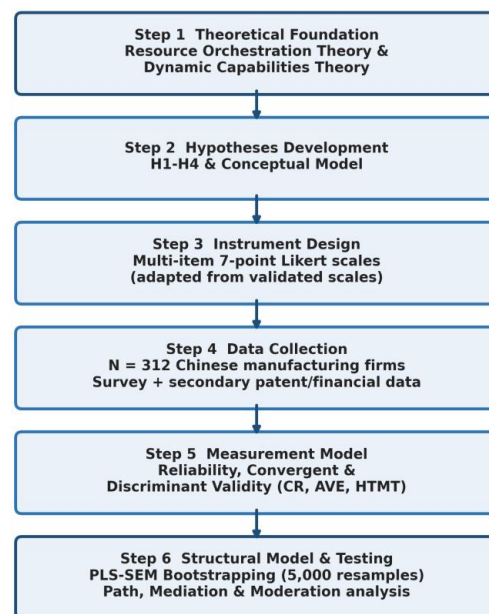 Step 1 Theoretical Foundation
Resource Orchestration Theory &
Dynamic Capabilities Theory
Step 2 Hypotheses Development
H1-H4 & Conceptual Model
Step 3 Instrument Design
Multi-item 7-point Likert scales
(adapted from validated scales)
Step 4 Data Collection
N = 312 Chinese manufacturing firms
Survey + secondary patent/financial data
Step 5 Measurement Model
Reliability, Convergent &
Discriminant Validity (CR, AVE, HTMT)
Step 6 Structural Model & Testing
PLS-SEM Bootstrapping (5,000 resamples)
Path, Mediation & Moderation analysis